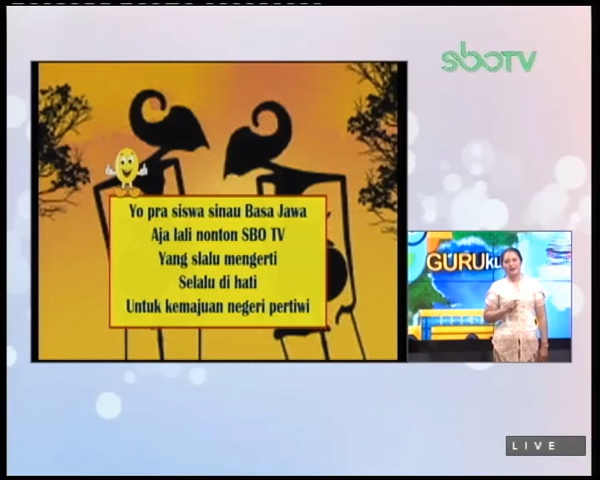 sboTV
Yo pra siswa sinau Basa Jawa
Aja lali nonton SBO TV
Yang slalu mengerti
Selalu di hati
Untuk kemajuan negeri pertiwi
GURUKU
LIVE